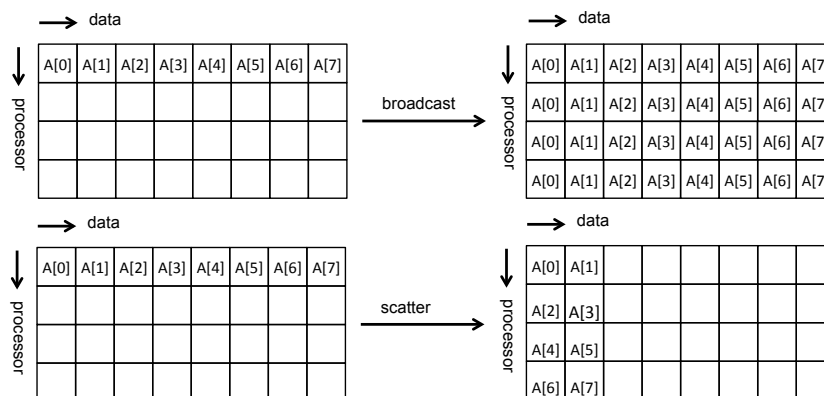 data
data
processor
A[0] A[1] A[2] A[3] A[4] A[5] A[6] A[7]
A[0] A[1] A[2] A[3] A[4] A[5] A[6] A[7
broadcast
A[0] A[1] A[2] A[3] A[4] A[5] A[6] A[7
A[0] A[1] A[2] A[3] A[4] A[5] A[6] A[7
A[0] A[1] A[2] A[3] A[4] A[5] A[6] A[7
processor
data
data
processor
A[0] A[1] A[2] A[3] A[4] A[5] A[6] A[7]
scatter
processor
A[0] A[1]
A[2] A[3]
A[4] A[5]
A[6] A[7]